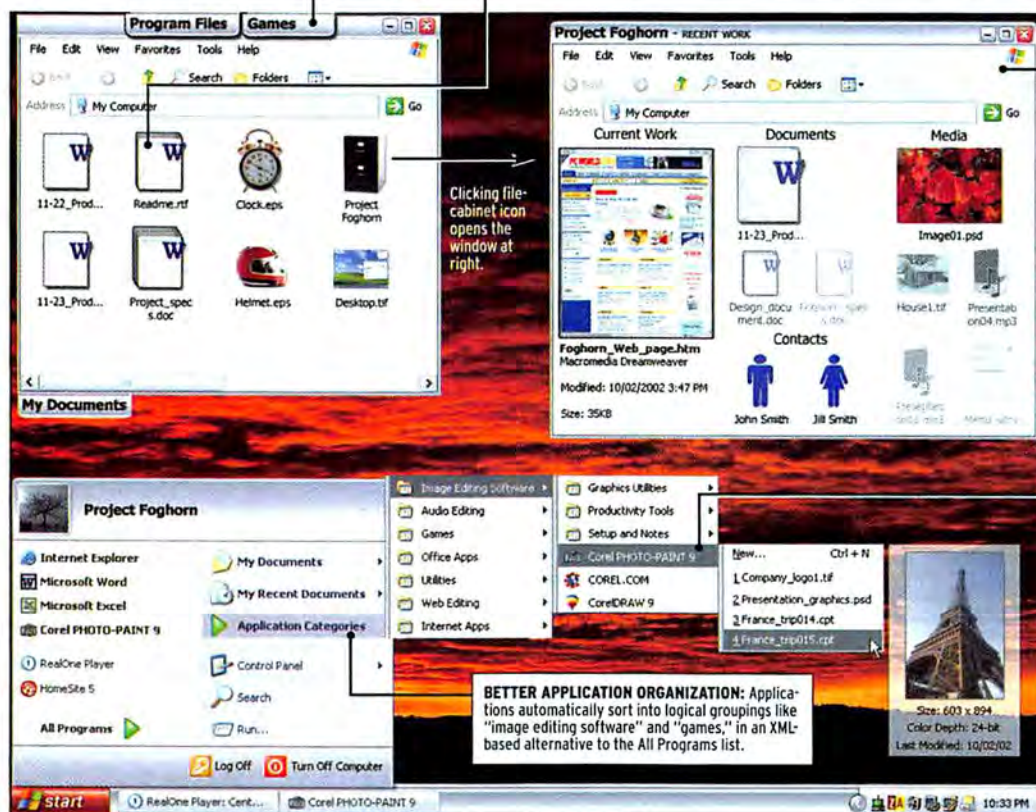 Program Files
Games
File Edit View Favorites Tools Help
Back
Search
Folders
Address
My Computer
Go
11-22_Prod...
Readme.rtf
Clock.eps
Project
Foghorn
11-23_Prod...
Project_spec
s.doc
Helmet.eps
Desktop.tif
My Documents
Clicking file-
cabinet icon
opens the
window at
right.
Project Foghorn - RECENT WORK
File Edit View Favorites Tools Help
Search
Folders
Address
My Computer
Go
Current Work
Documents
Media
PC WORLD
11-23_Prod...
Image01.psd
Design_docu
ment.doc
House1.tif
Presentati
on04.mp3
Foghorn_Web_page.htm
Macromedia Dreamweaver
Modified: 10/02/2002 3:47 PM
Size: 35KB
Contacts
John Smith
Jill Smith
Project Foghorn
Internet Explorer
Microsoft Word
Microsoft Excel
Corel PHOTO-PAINT 9
RealOne Player
HomeSite 5
All Programs
My Documents
My Recent Documents
Application Categories
Control Panel
Search
Run...
Log Off
Turn Off Computer
Image Editing Software
Audio Editing
Games
Office Apps
Utilities
Web Editing
Internet Apps
Graphics Utilities
Productivity Tools
Setup and Notes
Corel PHOTO-PAINT 9
COREL.COM
CorelDRAW 9
New... Ctrl + N
1 Company_logo1.tif
2 Presentation_graphics.psd
3 France_trip014.cpt
4 France_trip015.cpt
Size: 603 x 894
Color Depth: 24-bit
Last Modified: 10/02/02
BETTER APPLICATION ORGANIZATION: Applica-
tions automatically sort into logical groupings like
"image editing software" and "games," in an XML-
based alternative to the All Programs list.
start
RealOne Player: Cent...
Corel PHOTO-PAINT 9
10:33 PM